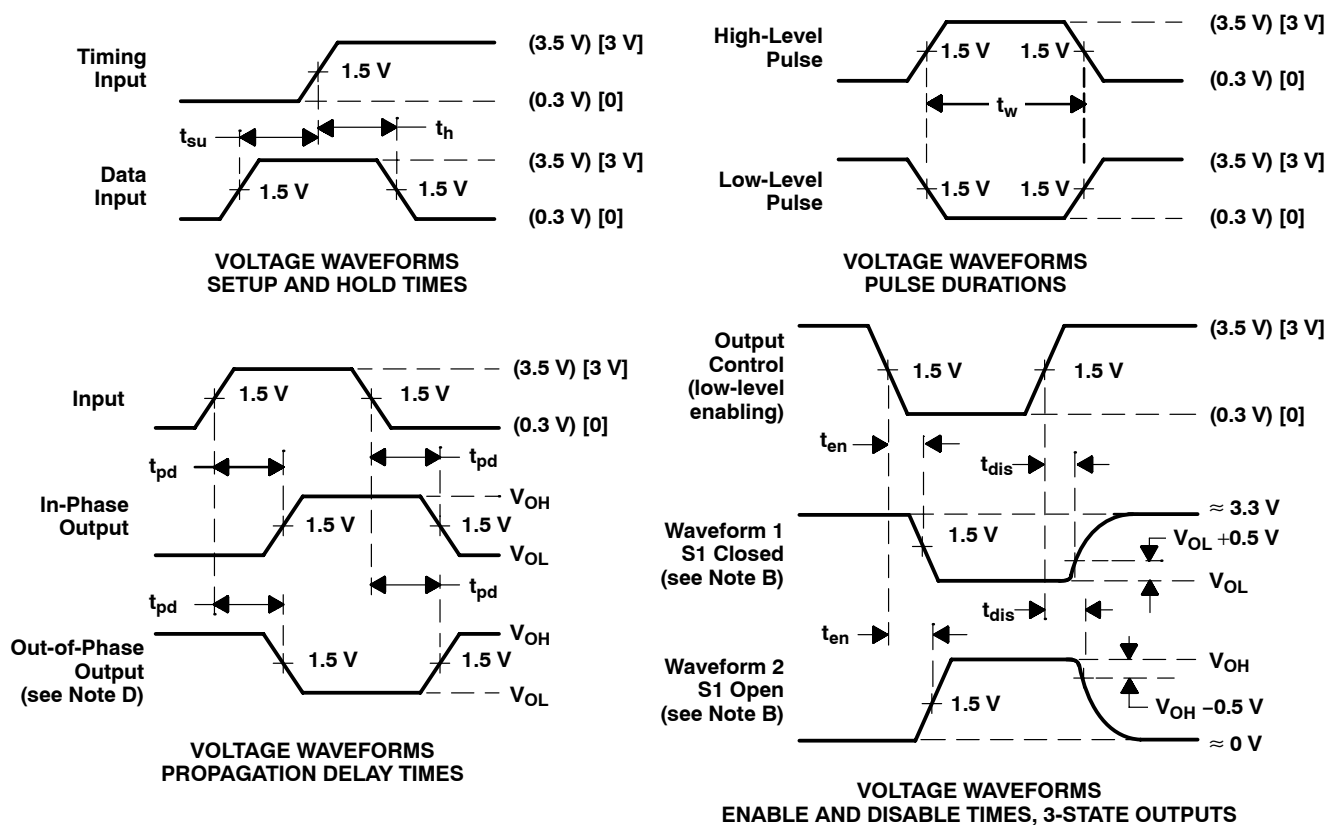 Timing
Input
1.5 V
(3.5 V) [3 V]
(0.3 V) [0]
tsu
th
Data
Input
1.5 V
1.5 V
(3.5 V) [3 V]
(0.3 V) [0]
VOLTAGE WAVEFORMS
SETUP AND HOLD TIMES
High-Level
Pulse
1.5 V
1.5 V
(3.5 V) [3 V]
(0.3 V) [0]
tw
Low-Level
Pulse
1.5 V
1.5 V
(3.5 V) [3 V]
(0.3 V) [0]
VOLTAGE WAVEFORMS
PULSE DURATIONS
Input
1.5 V
1.5 V
(3.5 V) [3 V]
(0.3 V) [0]
tpd
tpd
In-Phase
Output
1.5 V
1.5 V
VOH
VOL
tpd
tpd
Out-of-Phase
Output
(see Note D)
1.5 V
1.5 V
VOH
VOL
VOLTAGE WAVEFORMS
PROPAGATION DELAY TIMES
Output
Control
(low-level
enabling)
1.5 V
1.5 V
(3.5 V) [3 V]
(0.3 V) [0]
ten
tdis
Waveform 1
S1 Closed
(see Note B)
1.5 V
≈ 3.3 V
VOL +0.5 V
VOL
ten
tdis
Waveform 2
S1 Open
(see Note B)
1.5 V
VOH
VOH −0.5 V
≈ 0 V
VOLTAGE WAVEFORMS
ENABLE AND DISABLE TIMES, 3-STATE OUTPUTS